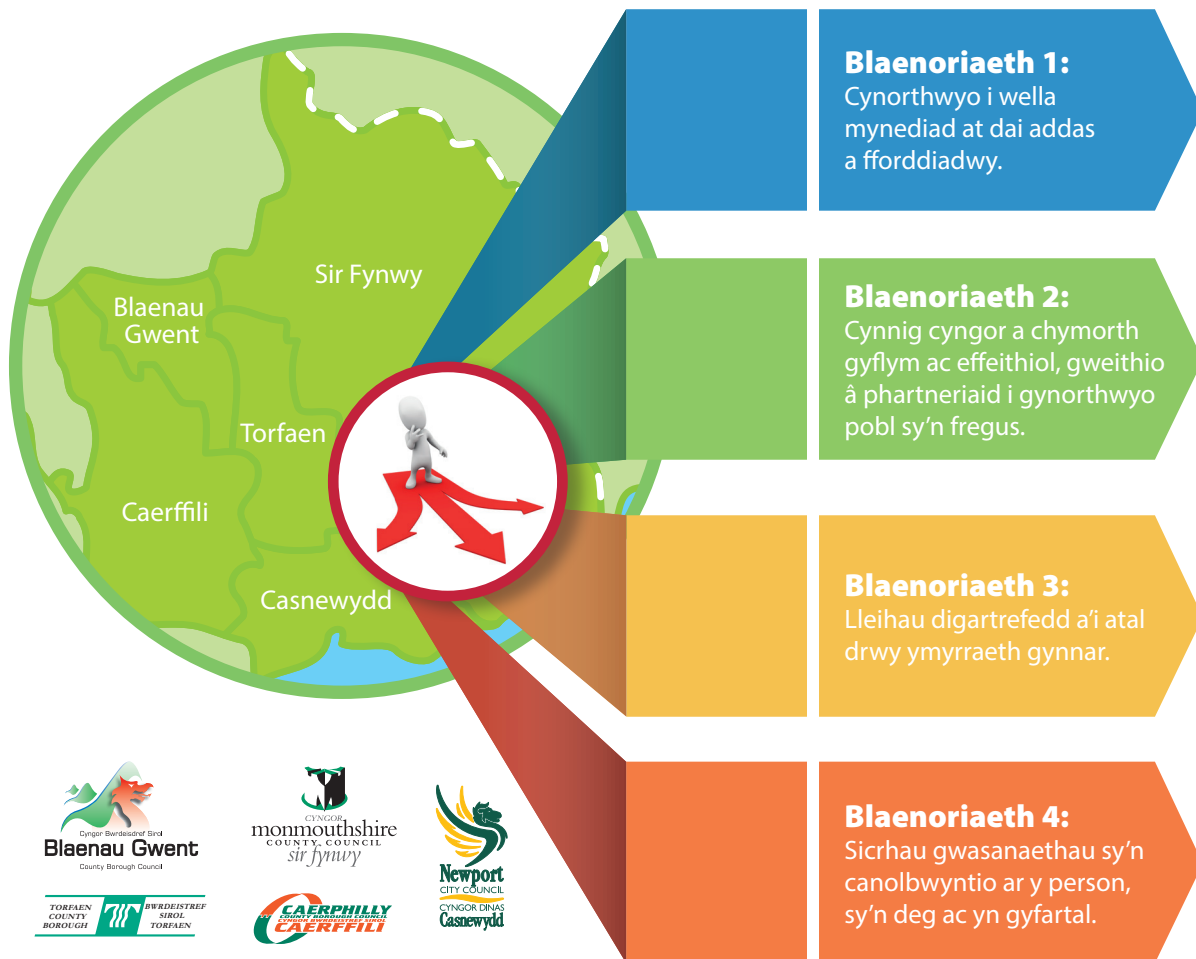 Sir Fynwy
Blaenau
Gwent
Torfaen
Caerffili
Casnewydd
Blaenoriaeth 1:
Cynorthwyo i wella
mynediad at dai addas
a fforddiadwy.
Blaenoriaeth 2:
Cynnig cyngor a chymorth
gyflym ac effeithiol, gweithio
â phartneriaid i gynorthwyo
pobl sy'n fregus.
Blaenoriaeth 3:
Lleihau digartrefedd a'i atal
drwy ymyrraeth gynnar.
Blaenoriaeth 4:
Sicrhau gwasanaethau sy'n
canolbwyntio ar y person,
sy'n deg ac yn gyfartal.
Cyngor Bwrdeisdref Sirol
Blaenau Gwent
County Borough Council
CYNGOR
monmouthshire
COUNTY COUNCIL
sir fynwy
Newport
CITY COUNCIL
CYNGOR DINAS
Casnewydd
TORFAEN
COUNTY
BOROUGH
BWRDEISTREF
SIROL
TORFAEN
CAERPHILLY
COUNTY BOROUGH COUNCIL
CYNGOR BWRDEISTREF SIROL
CAERFFILI